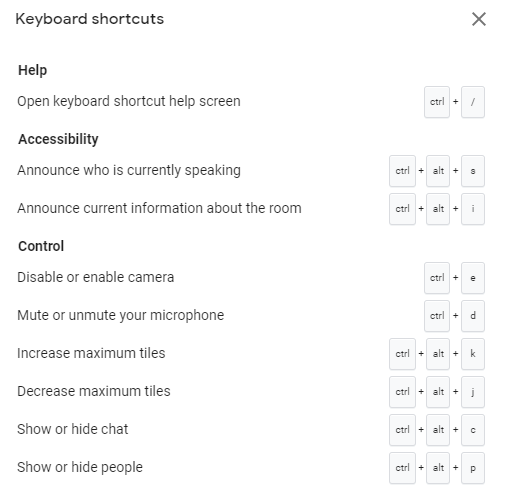 Keyboard shortcuts
Help
Open keyboard shortcut help screen ctrl + /
Accessibility
Announce who is currently speaking ctrl + alt + s
Announce current information about the room ctrl + alt + i
Control
Disable or enable camera ctrl + e
Mute or unmute your microphone ctrl + d
Increase maximum tiles ctrl + alt + k
Decrease maximum tiles ctrl + alt + j
Show or hide chat ctrl + alt + c
Show or hide people ctrl + alt + p